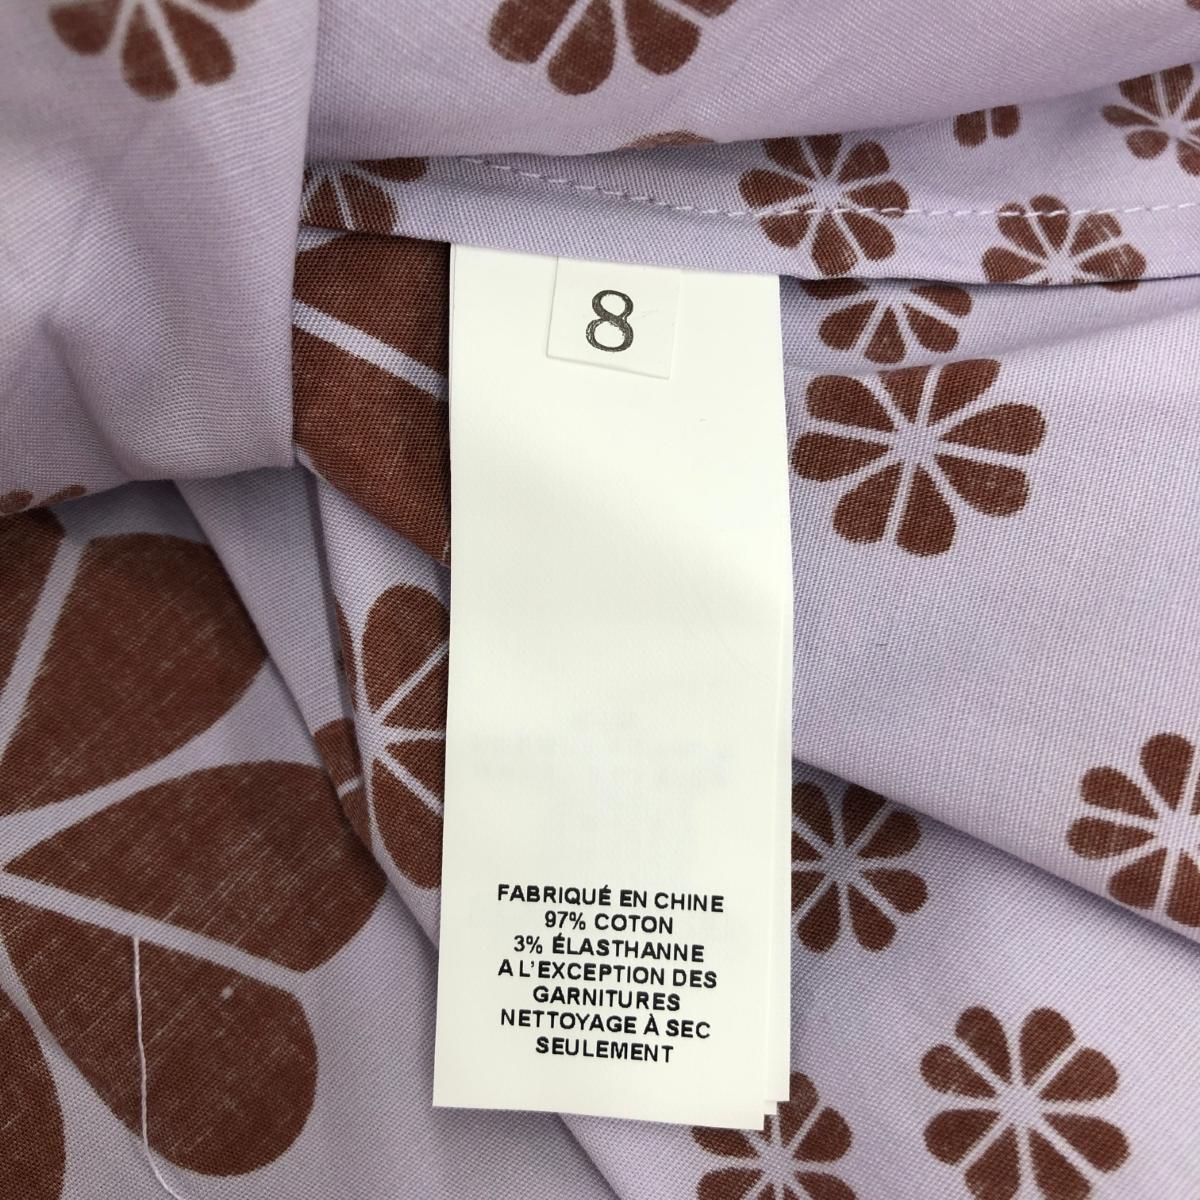 8
FABRIQUÉ EN CHINE
97% COTON
3% ÉLASTHANNE
A L'EXCEPTION DES
GARNITURES
NETTOYAGE À SEC
SEULEMENT